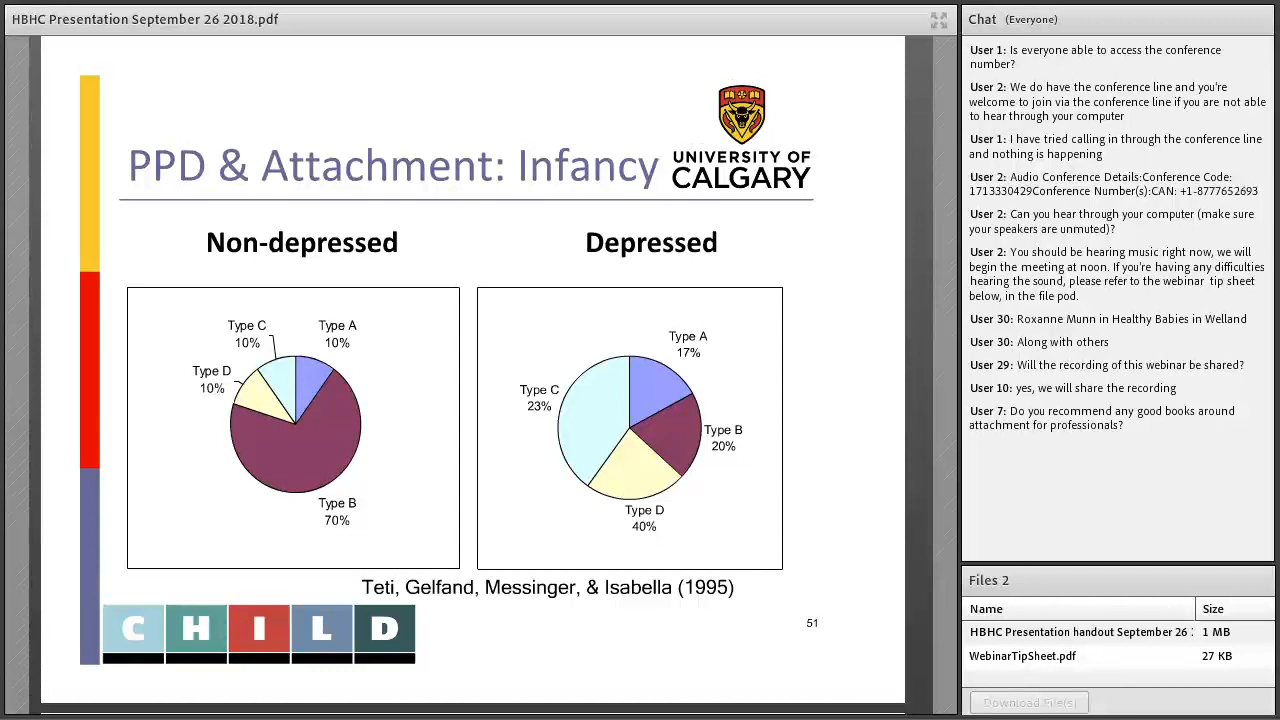 HBHC Presentation September 26 2018.pdf
PPD & Attachment: Infancy
UNIVERSITY OF
CALGARY
Non-depressed
Depressed
Type C
10%
Type A
10%
Type D
10%
Type B
70%
Type A
17%
Type C
23%
Type B
20%
Type D
40%
Teti, Gelfand, Messinger, & Isabella (1995)
C H I L D
51
Chat (Everyone)
User 1: Is everyone able to access the conference
number?
User 2: We do have the conference line and you're
welcome to join via the conference line if you are not able
to hear through your computer
User 1: I have tried calling in through the conference line
and nothing is happening
User 2: Audio Conference Details:Conference Code:
1713330429Conference Number(s):CAN: +1-8777652693
User 2: Can you hear through your computer (make sure
your speakers are unmuted)?
User 2: You should be hearing music right now, we will
begin the meeting at noon. If you're having any difficulties
hearing the sound, please refer to the webinar tip sheet
below, in the file pod.
User 30: Roxanne Munn in Healthy Babies in Welland
User 30: Along with others
User 29: Will the recording of this webinar be shared?
User 10: yes, we will share the recording
User 7: Do you recommend any good books around
attachment for professionals?
Files 2
Name Size
HBHC Presentation handout September 26 1 MB
WebinarTipSheet.pdf 27 KB
Download File(s)